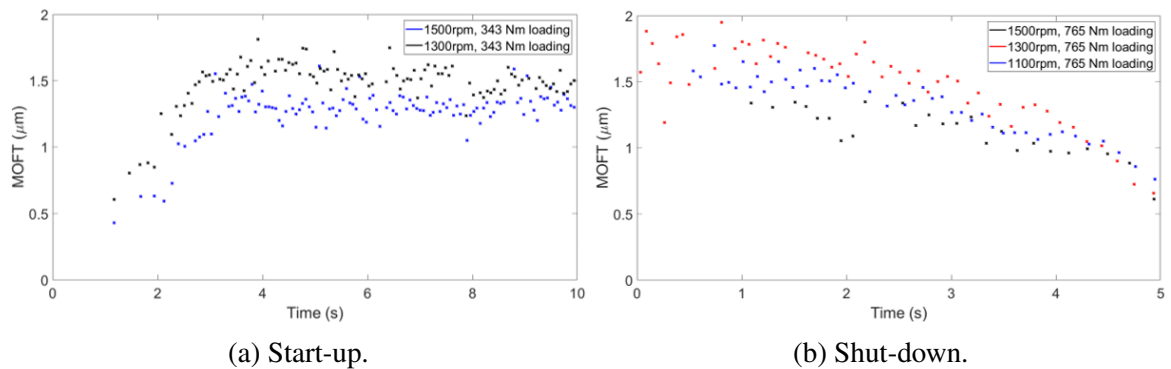 2
1.5
1
0.5
0
MOFT (μm)
0 2 4 6 8 10
Time (s)
1500rpm, 343 Nm loading
1300rpm, 343 Nm loading
(a) Start-up.
2
1.5
1
0.5
0
MOFT (μm)
0 1 2 3 4 5
Time (s)
1500rpm, 765 Nm loading
1300rpm, 765 Nm loading
1100rpm, 765 Nm loading
(b) Shut-down.